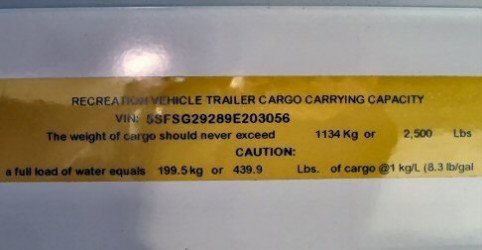 RECREATION VEHICLE TRAILER CARGO CARRYING CAPACITY
VIN: 5SFSG29289E203056
The weight of cargo should never exceed 1134 Kg or 2,500 Lbs
CAUTION:
a full load of water equals 199.5 kg or 439.9 Lbs. of cargo @1 kg/L (8.3 lb/gal